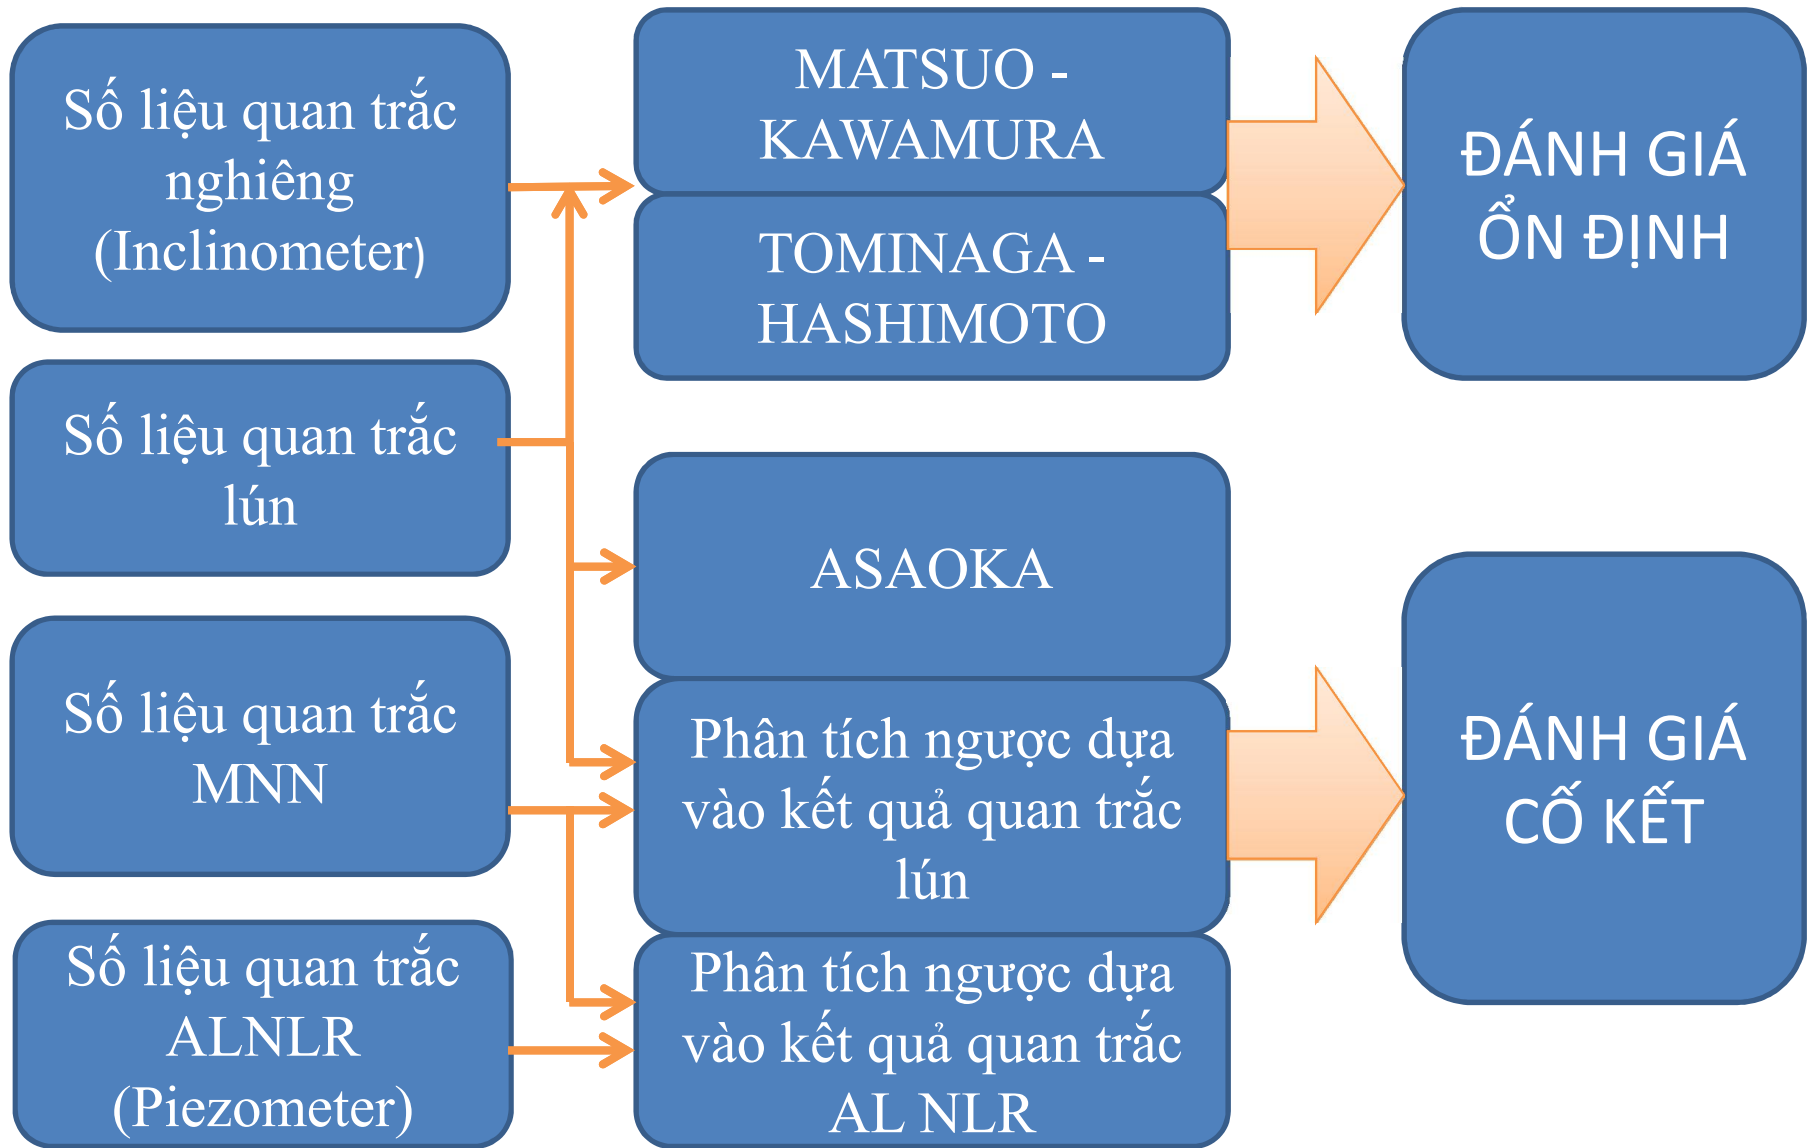 Số liệu quan trắc
nghiêng
(Inclinometer)
Số liệu quan trắc
lún
Số liệu quan trắc
MNN
Số liệu quan trắc
ALNLR
(Piezometer)
MATSUO -
KAWAMURA
TOMINAGA -
HASHIMOTO
ASAOKA
Phân tích ngược dựa
vào kết quả quan trắc
lún
Phân tích ngược dựa
vào kết quả quan trắc
AL NLR
ĐÁNH GIÁ
ỔN ĐỊNH
ĐÁNH GIÁ
CỐ KẾT